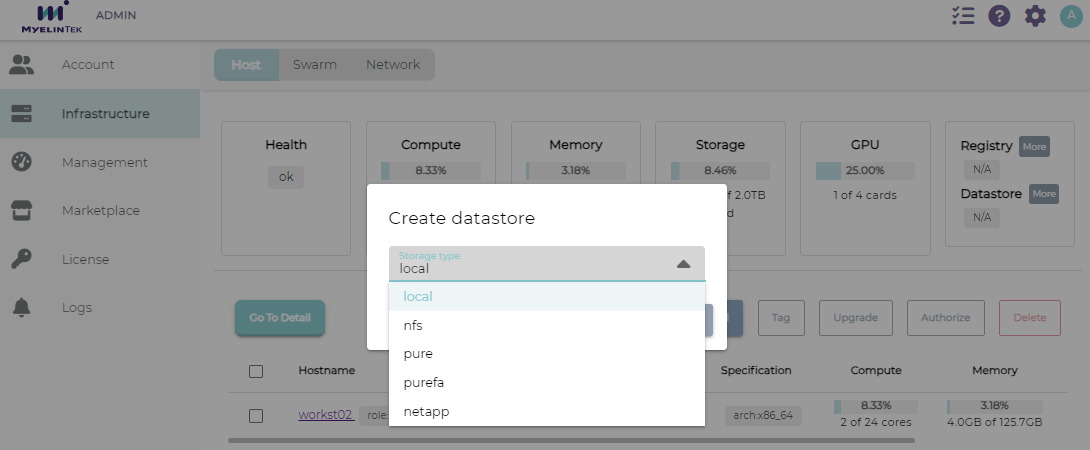 MYELINTEK
ADMIN
A
Account
Infrastructure
Management
Marketplace
License
Logs
Host Swarm Network
Health
ok
Compute
8.33%
Memory
3.18%
Storage
8.46%
f 2.0TB
d
GPU
25.00%
1 of 4 cards
Registry More
N/A
Datastore More
N/A
Create datastore
Storage type
local
local
nfs
pure
purefa
netapp
Go To Detail
Tag
Upgrade
Authorize
Delete
Hostname
Specification
Compute
Memory
workst02
role:
arch:x86_64
8.33%
2 of 24 cores
3.18%
4.0GB of 125.7GB